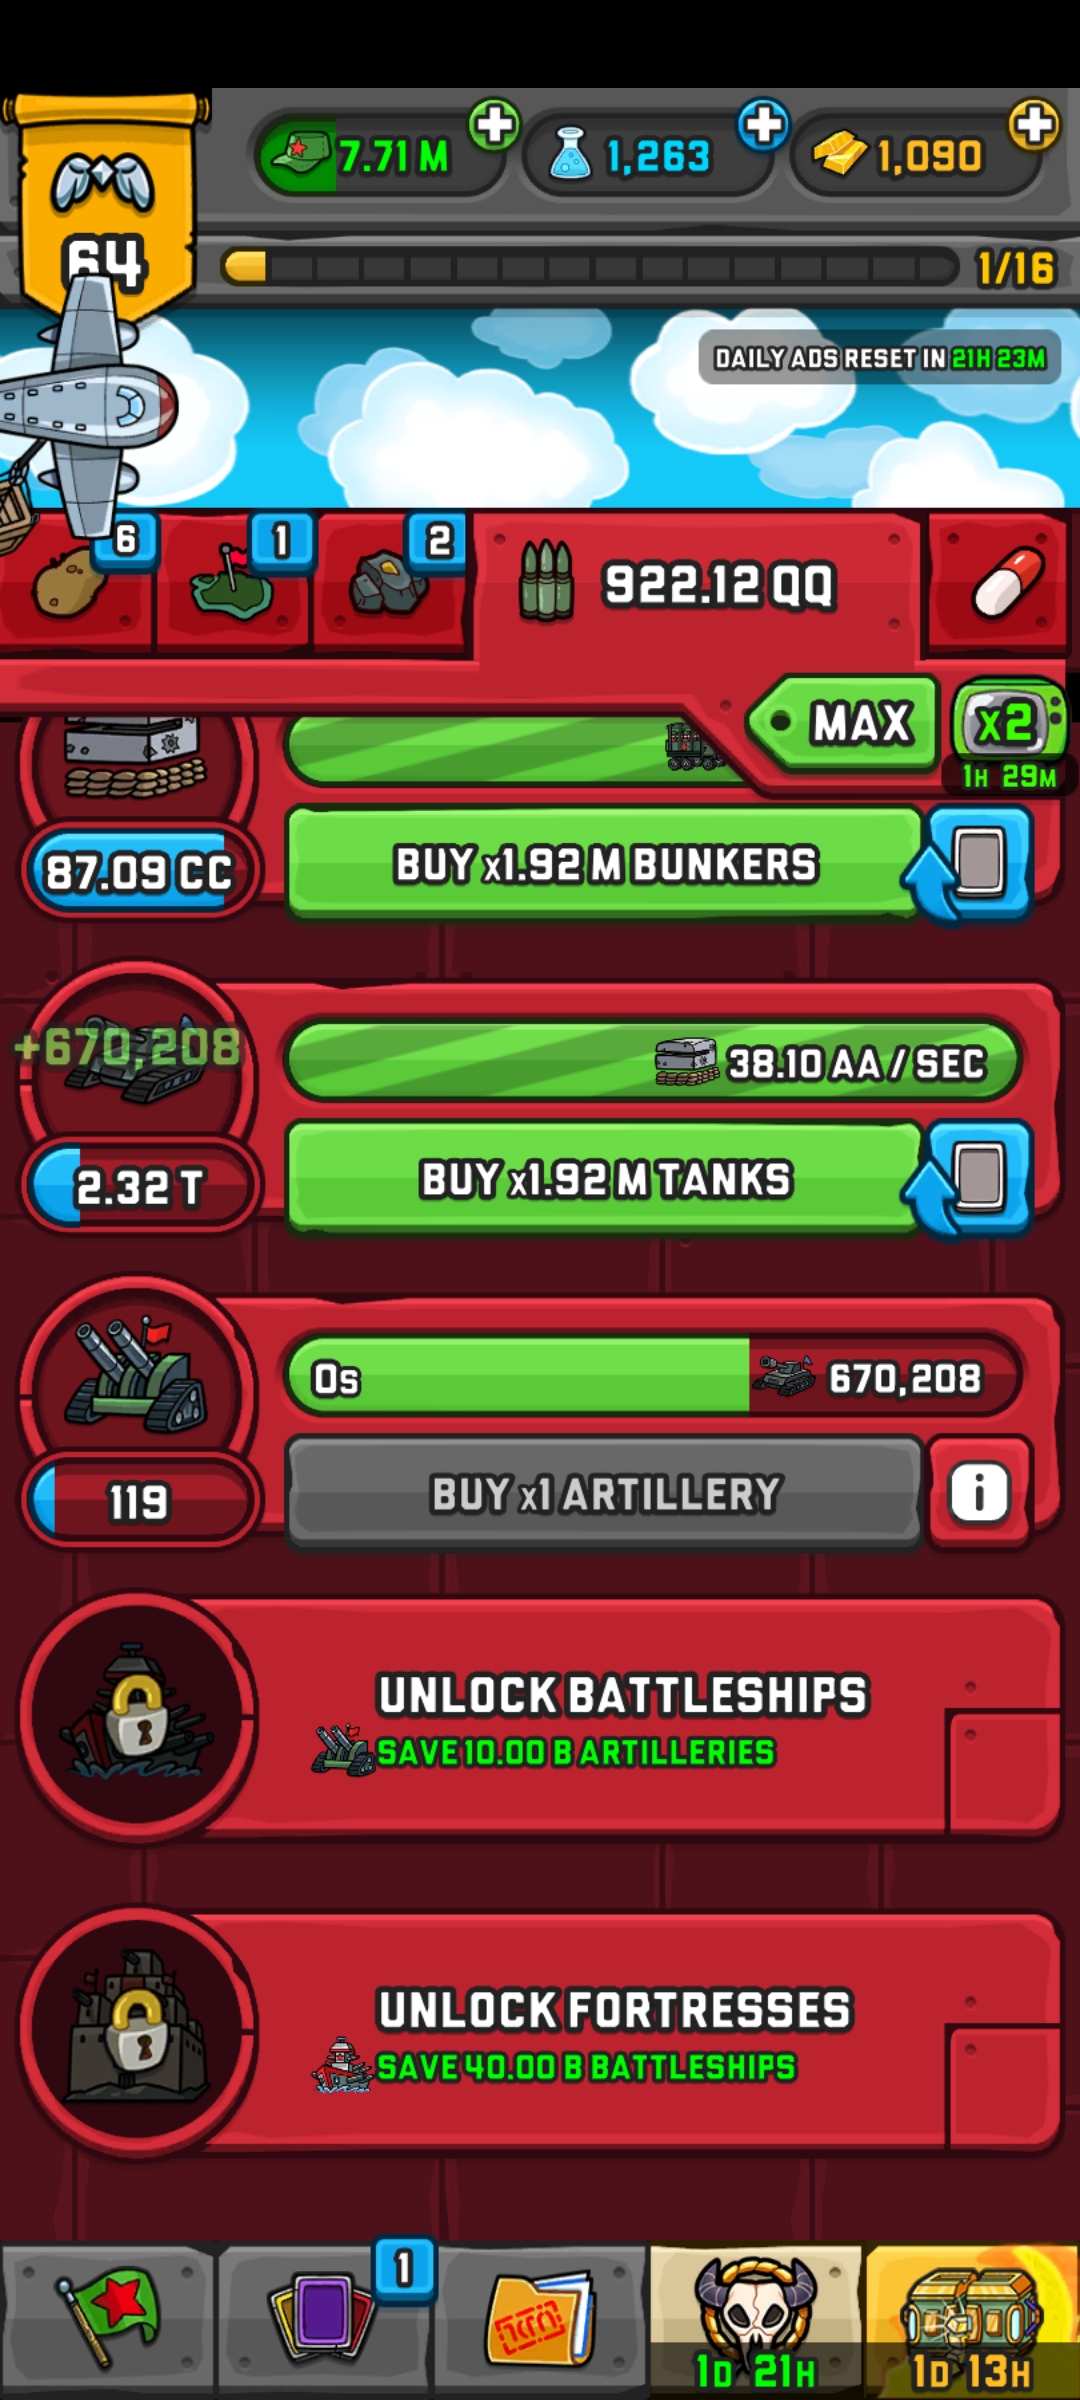 7.71 M
1,263
1,090
64
1/16
DAILY ADS RESET IN 21H 23M
6
1
2
922.12 QQ
MAX
x2
1H 29M
87.09 CC
BUY x1.92 M BUNKERS
+670,208
38.10 AA / SEC
2.32 T
BUY x1.92 M TANKS
0s
670,208
119
BUY x1 ARTILLERY
i
UNLOCK BATTLESHIPS
SAVE 10.00 B ARTILLERIES
UNLOCK FORTRESSES
SAVE 40.00 B BATTLESHIPS
1
1D 21H
1D 13H